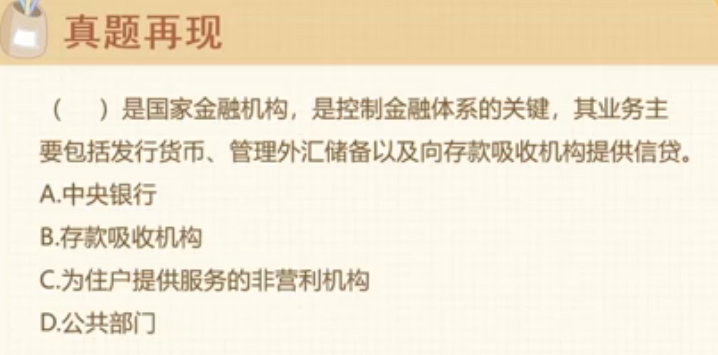 真题再现
（ ）是国家金融机构，是控制金融体系的关键，其业务主
要包括发行货币、管理外汇储备以及向存款吸收机构提供信贷。
A.中央银行
B.存款吸收机构
C.为住户提供服务的非营利机构
D.公共部门